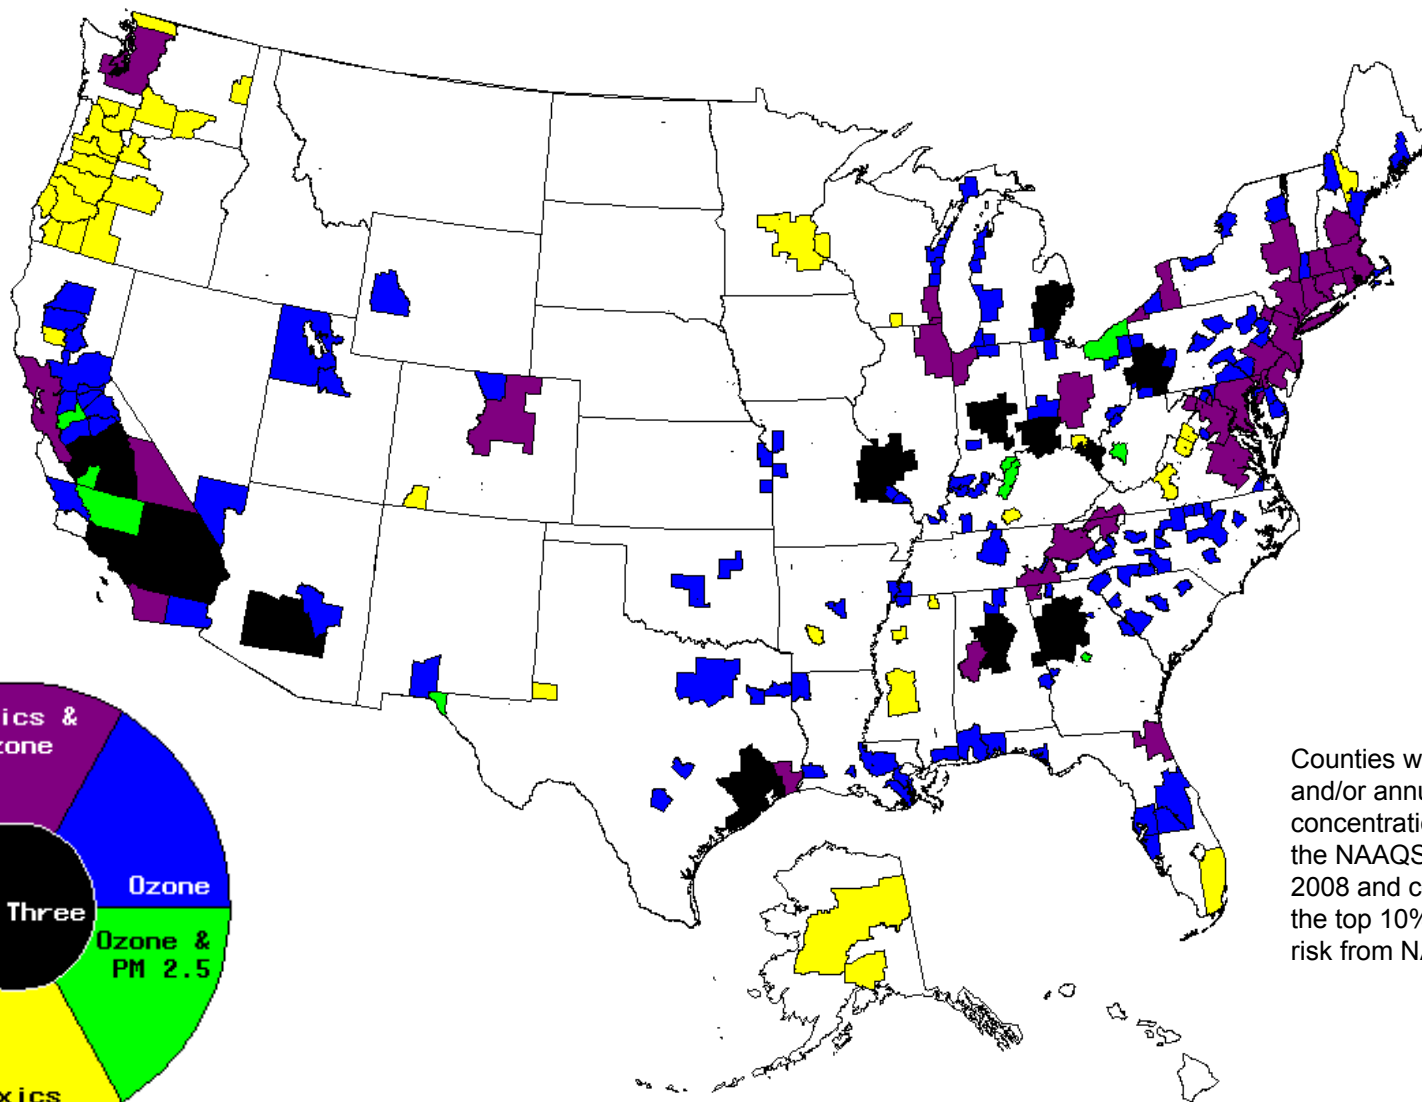 ics &
zone
Ozone
Three
Ozone &
PM 2.5
xics
Counties w
and/or annu
concentratio
the NAAQS
2008 and c
the top 10%
risk from NA